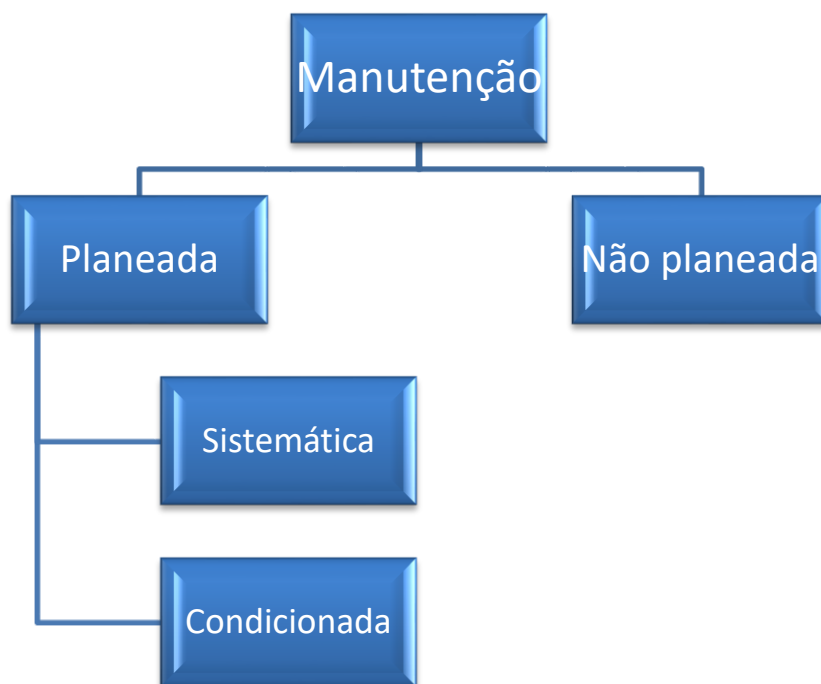 Manutenção
Planeada
Não planeada
Sistemática
Condicionada